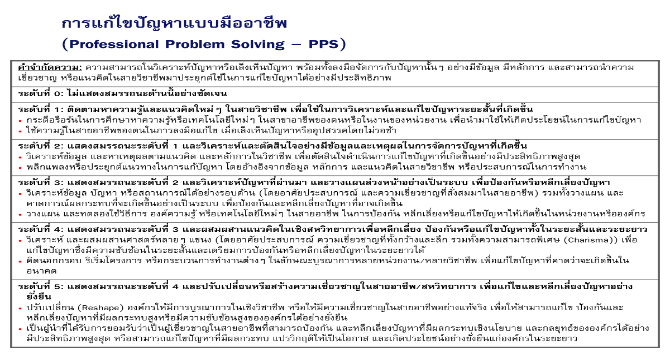 การแก้ไขปัญหาแบบมืออาชีพ
(Professional Problem Solving – PPS)
คำจำกัดความ: ความสามารถในวิเคราะห์ปัญหาหรือเล็งเห็นปัญหา พร้อมทั้งลงมือจัดการกับปัญหานั้นๆ อย่างมีข้อมูล มีหลักการ และสามารถนำความ
เชี่ยวชาญ หรือแนวคิดในสายวิชาชีพมาประยุกต์ใช้ในการแก้ไขปัญหาได้อย่างมีประสิทธิภาพ
ระดับที่ 0: ไม่แสดงสมรรถนะด้านนี้อย่างชัดเจน
ระดับที่ 1: ติดตามหาความรู้และแนวคิดใหม่ๆ ในสายวิชาชีพ เพื่อใช้ในการวิเคราะห์และแก้ไขปัญหาระยะสั้นที่เกิดขึ้น
• กระตือรือร้นในการศึกษาหาความรู้หรือเทคโนโลยีใหม่ๆ ในสาขาอาชีพของตนหรือในงานของหน่วยงาน เพื่อนำมาใช้ให้เกิดประโยชน์ในการแก้ไขปัญหา
• ใช้ความรู้ในสายอาชีพของตนในการลงมือแก้ไข เมื่อเล็งเห็นปัญหาหรืออุปสรรคโดยไม่รอช้า
ระดับที่ 2: แสดงสมรรถนะระดับที่ 1 และวิเคราะห์และตัดสินใจอย่างมีข้อมูลและเหตุผลในการจัดการปัญหาที่เกิดขึ้น
• วิเคราะห์ข้อมูล และหาเหตุผลตามแนวคิด และหลักการในวิชาชีพ เพื่อตัดสินใจดำเนินการแก้ไขปัญหาที่เกิดขึ้นอย่างมีประสิทธิภาพสูงสุด
• พลิกแพลงหรือประยุกต์แนวทางในการแก้ปัญหา โดยอ้างอิงจากข้อมูล หลักการ และแนวคิดในสายวิชาชีพ หรือประสบการณ์ในการทำงาน
ระดับที่ 3: แสดงสมรรถนะระดับที่ 2 และวิเคราะห์ปัญหาที่ผ่านมา และวางแผนล่วงหน้าอย่างเป็นระบบ เพื่อป้องกันหรือหลีกเลี่ยงปัญหา
• วิเคราะห์ข้อมูล ปัญหา หรือสถานการณ์ได้อย่างรอบด้าน (โดยอาศัยประสบการณ์ และความเชี่ยวชาญที่สั่งสมมาในสายอาชีพ) รวมทั้งวางแผน และ
คาดการณ์ผลกระทบที่จะเกิดขึ้นอย่างเป็นระบบ เพื่อป้องกันและหลีกเลี่ยงปัญหาที่อาจเกิดขึ้น
• วางแผน และทดลองใช้วิธีการ องค์ความรู้ หรือเทคโนโลยีใหม่ๆ ในสายอาชีพ ในการป้องกัน หลีกเลี่ยงหรือแก้ไขปัญหาให้เกิดขึ้นในหน่วยงานหรือองค์กร
ระดับที่ 4: แสดงสมรรถนะระดับที่ 3 และผสมผสานแนวคิดในเชิงสหวิทยาการเพื่อหลีกเลี่ยง ป้องกันหรือแก้ไขปัญหาทั้งในระยะสั้นและระยะยาว
• วิเคราะห์ และผสมผสานศาสตร์หลายๆ แขนง (โดยอาศัยประสบการณ์ ความเชี่ยวชาญที่ทั้งกว้างและลึก รวมทั้งความสามารถพิเศษ (Charisma)) เพื่อ
แก้ไขปัญหาซึ่งมีความซับซ้อนในระยะสั้นและเตรียมการป้องกันหรือหลีกเลี่ยงปัญหาในระยะยาวได้
• คิดนอกกรอบ ริเริ่มโครงการ หรือกระบวนการทำงานต่างๆ ในลักษณะบูรณาการหลายหน่วยงาน/หลายวิชาชีพ เพื่อแก้ไขปัญหาที่คาดว่าจะเกิดขึ้นใน
อนาคต
ระดับที่ 5: แสดงสมรรถนะระดับที่ 4 และปรับเปลี่ยนหรือสร้างความเชี่ยวชาญในสายอาชีพ/สหวิทยาการ เพื่อแก้ไขและหลีกเลี่ยงปัญหาอย่าง
ยั่งยืน
• ปรับเปลี่ยน (Reshape) องค์กรให้มีการบูรณาการในเชิงวิชาชีพ หรือให้มีความเชี่ยวชาญในสายอาชีพอย่างแท้จริง เพื่อให้สามารถแก้ไข ป้องกันและ
หลีกเลี่ยงปัญหาที่มีผลกระทบสูงหรือมีความซับซ้อนสูงขององค์กรได้อย่างยั่งยืน
• เป็นผู้นำที่ได้รับการยอมรับว่าเป็นผู้เชี่ยวชาญในสายอาชีพที่สามารถป้องกัน และหลีกเลี่ยงปัญหาที่มีผลกระทบเชิงนโยบาย และกลยุทธ์ขององค์กรได้อย่าง
มีประสิทธิภาพสูงสุด หรือสามารถแก้ไขปัญหาที่มีผลกระทบ แปรวิกฤติให้เป็นโอกาส และเกิดประโยชน์อย่างยั่งยืนแก่องค์กรในระยะยาว